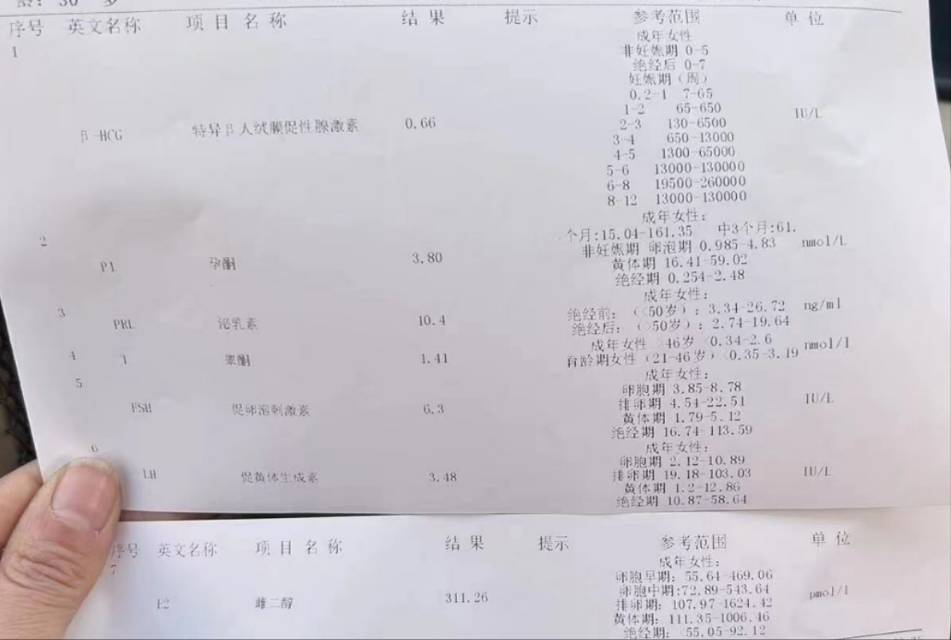 30 岁
序号 英文名称 项目名称 结果 提示 参考范围 单位
1 成年女性
非妊娠期 0-5
绝经后 0-7
妊娠期（周）
0.2-1 7-65
1-2 65-650
β-HCG 特异β人绒膜促性腺激素 0.66 2-3 130-6500 IU/L
3-4 650-13000
4-5 1300-65000
5-6 13000-130000
6-8 19500-260000
8-12 13000-130000
2 成年女性：
个月:15.04-161.35 中3个月:61.
非妊娠期 卵泡期 0.985-4.83
P1 孕酮 3.80 黄体期 16.41-59.02 nmol/L
绝经期 0.254-2.48
3 成年女性：
PRL 泌乳素 10.4 绝经前：（<50岁）：3.34-26.72 ng/ml
绝经后：（>50岁）：2.74-19.64
4 T 睾酮 1.41 成年女性 >46岁 <0.34-2.6 nmol/l
育龄期女性（21-46岁）<0.35-3.19
5 成年女性：
卵胞期 3.85-8.78
FSH 促卵泡刺激素 6.3 排卵期 4.54-22.51 IU/L
黄体期 1.79-5.12
绝经期 16.74-113.59
6 成年女性：
卵胞期 2.12-10.89
LH 促黄体生成素 3.48 排卵期 19.18-103.03 IU/L
黄体期 1.2-12.86
绝经期 10.87-58.64
序号 英文名称 项目名称 结果 提示 参考范围 单位
7 成年女性：
卵胞早期：55.64-469.06
E2 雌二醇 311.26 卵胞中期:72.89-543.64 pmol/l
排卵期：107.97-1624.42
黄体期：111.35-1006.46
绝经期：<55.05-92.12